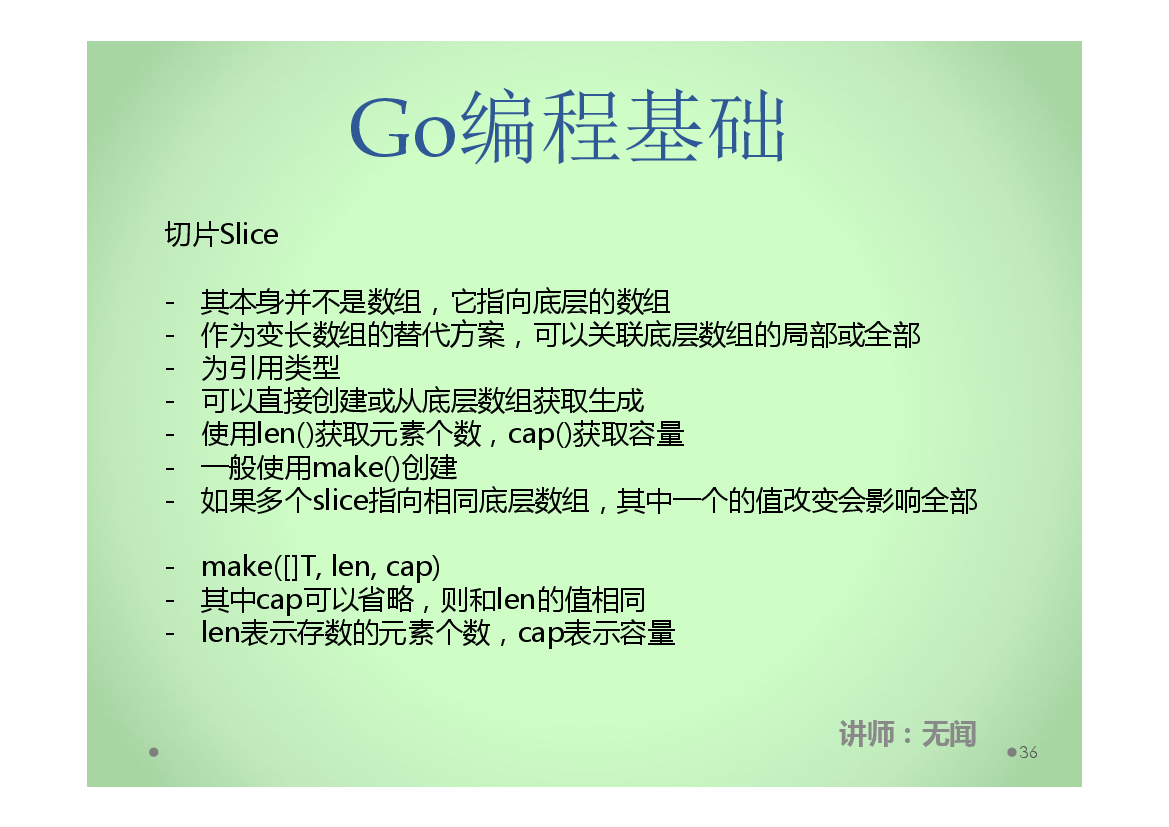 Go编程基础
切片Slice
- 其本身并不是数组，它指向底层的数组
- 作为变长数组的替代方案，可以关联底层数组的局部或全部
- 为引用类型
- 可以直接创建或从底层数组获取生成
- 使用len()获取元素个数，cap()获取容量
- 一般使用make()创建
- 如果多个slice指向相同底层数组，其中一个的值改变会影响全部
- make([]T, len, cap)
- 其中cap可以省略，则和len的值相同
- len表示存数的元素个数，cap表示容量
讲师：无闻
36